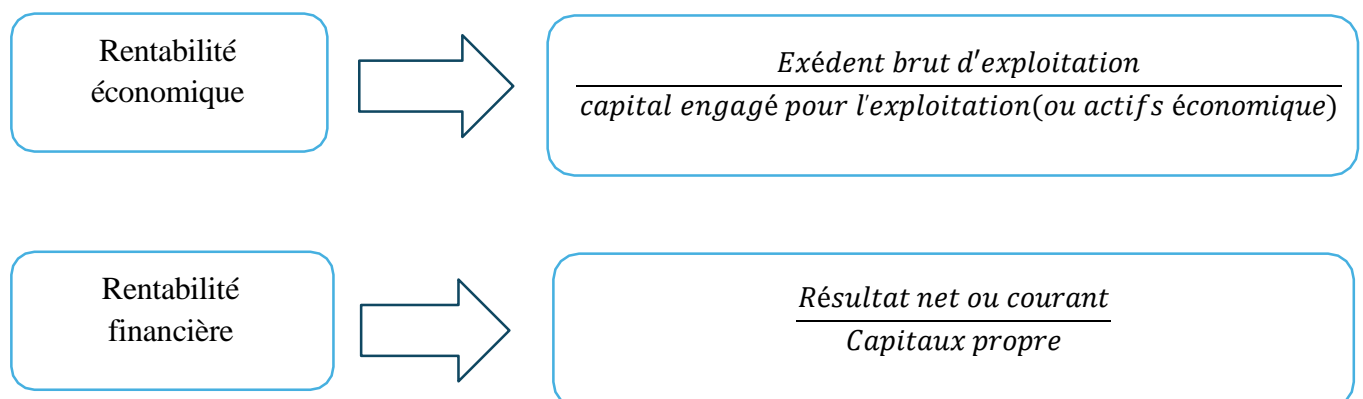 Rentabilité
économique
Exédent brut d′exploitation
capital engagé pour l′exploitation(ou actifs économique)
Rentabilité
financière
Résultat net ou courant
Capitaux propre